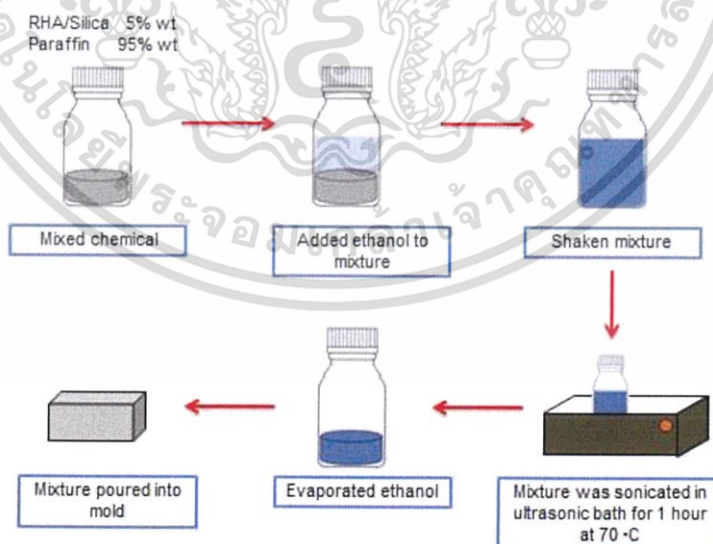 RHA/Silica 5% wt
Paraffin 95% wt
Mixed chemical
Added ethanol to
mixture
Shaken mixture
Mixture was sonicated in
ultrasonic bath for 1 hour
at 70 •C
Evaporated ethanol
Mixture poured into
mold